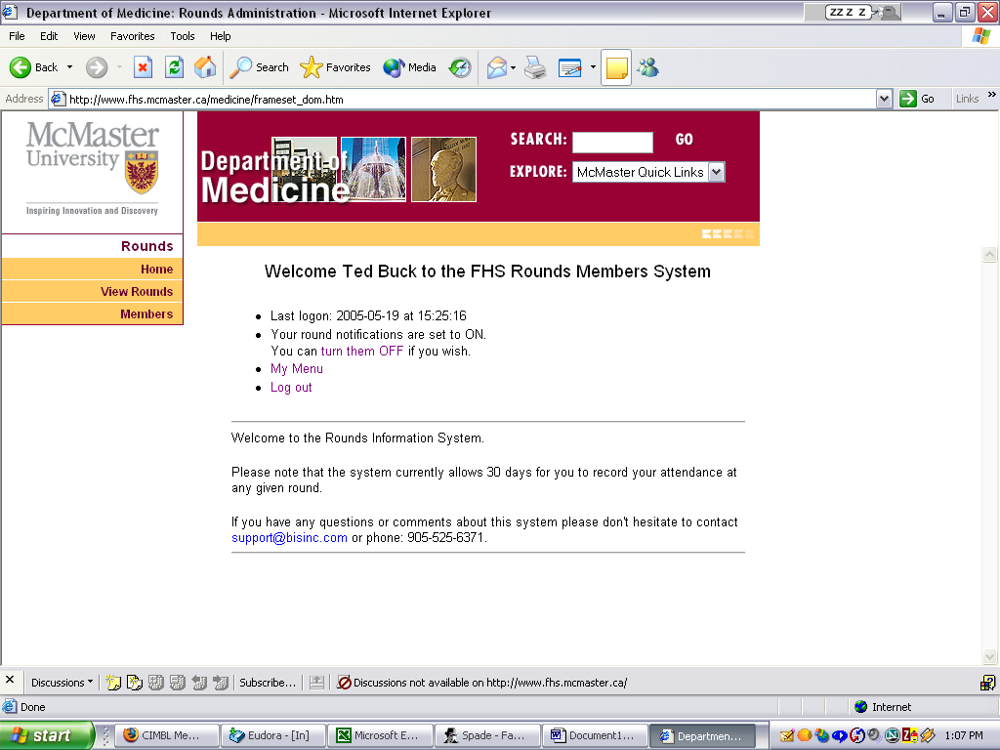 Department of Medicine: Rounds Administration - Microsoft Internet Explorer
zz z z
File Edit View Favorites Tools Help
Back Search Favorites Media
Address http://www.fhs.mcmaster.ca/medicine/frameset_dom.htm Go Links »
McMaster
University
Inspiring Innovation and Discovery
Department of
Medicine
SEARCH: GO
EXPLORE: McMaster Quick Links
Rounds
Home
View Rounds
Members
Welcome Ted Buck to the FHS Rounds Members System
• Last logon: 2005-05-19 at 15:25:16
• Your round notifications are set to ON.
You can turn them OFF if you wish.
• My Menu
• Log out
Welcome to the Rounds Information System.
Please note that the system currently allows 30 days for you to record your attendance at
any given round.
If you have any questions or comments about this system please don't hesitate to contact
support@bisinc.com or phone: 905-525-6371.
Discussions Subscribe... Discussions not available on http://www.fhs.mcmaster.ca/
Done Internet
start CIMBL Me... Eudora - [In] Microsoft E... Spade - Fa... Document1... Departmen... 1:07 PM